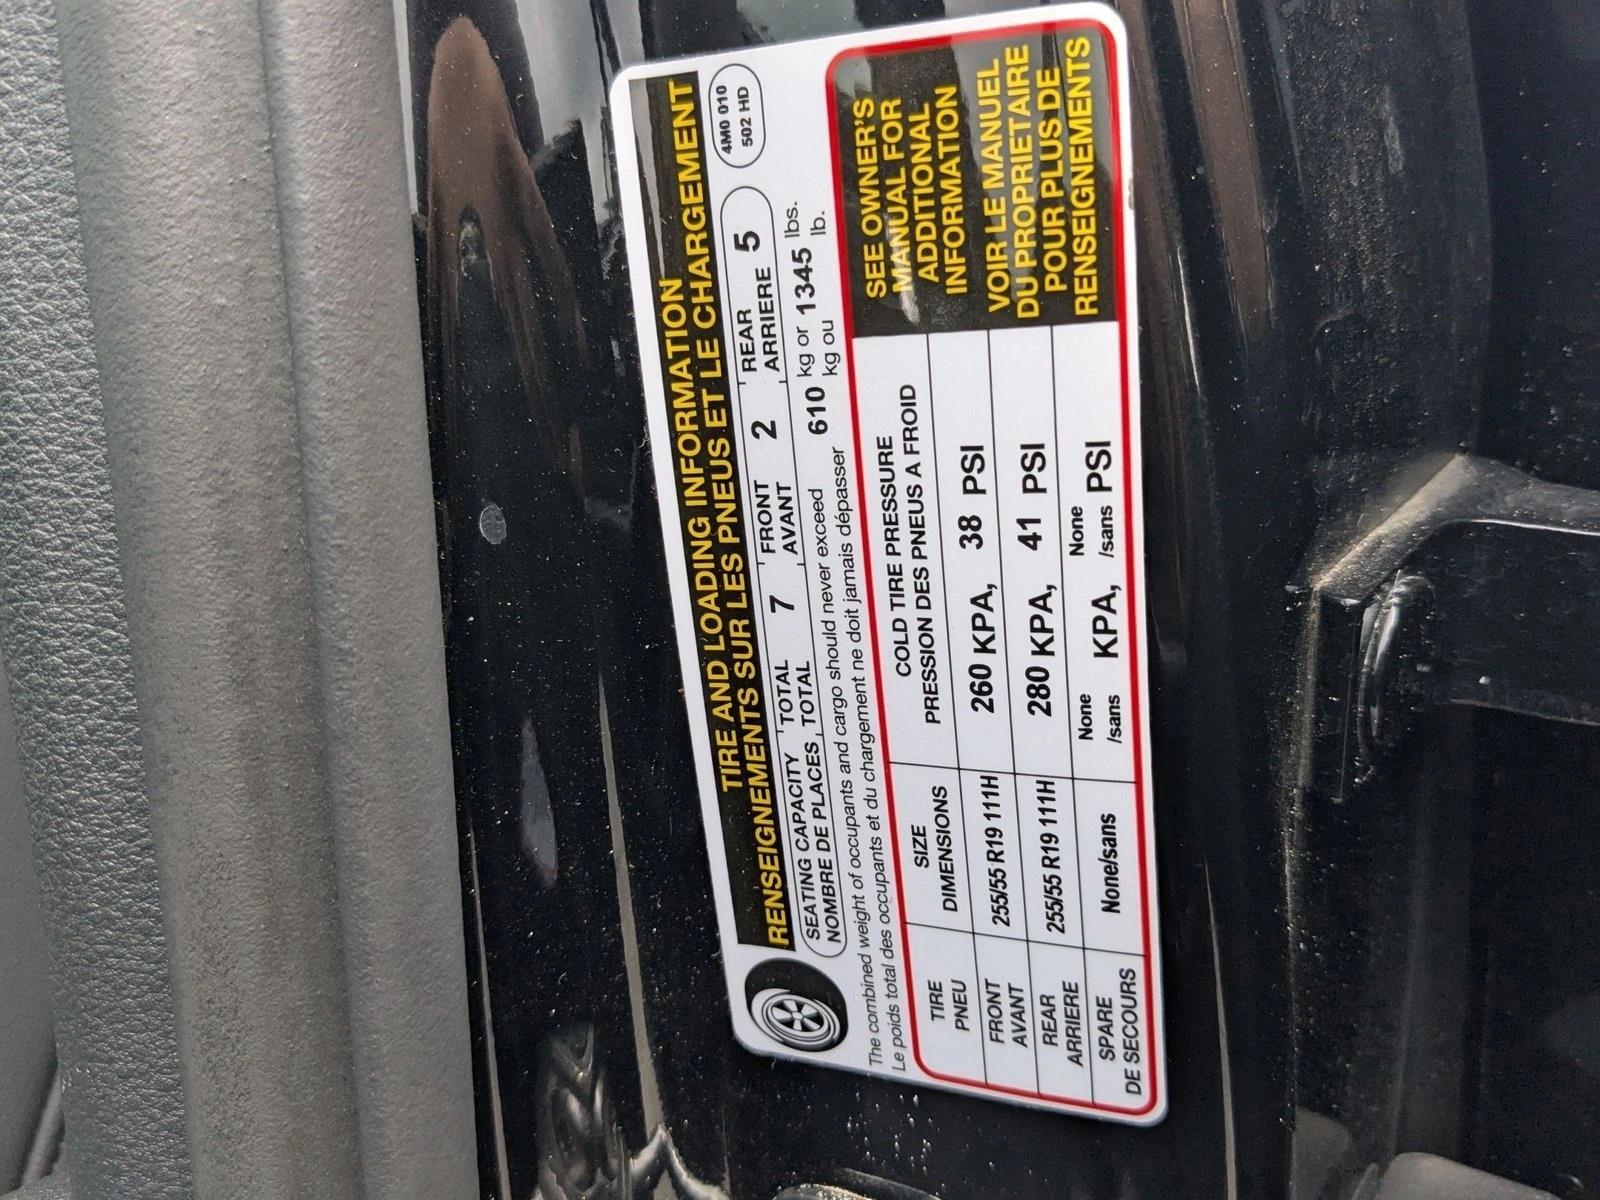 TIRE AND LOADING INFORMATION
RENSEIGNEMENTS SUR LES PNEUS ET LE CHARGEMENT
SEATING CAPACITY TOTAL 7 FRONT 2 REAR 5
NOMBRE DE PLACES TOTAL AVANT ARRIERE
4M0 010
502 HD
The combined weight of occupants and cargo should never exceed 610 kg or 1345 lbs.
Le poids total des occupants et du chargement ne doit jamais dépasser kg ou lb.
TIRE SIZE COLD TIRE PRESSURE
PNEU DIMENSIONS PRESSION DES PNEUS A FROID
FRONT 255/55 R19 111H 260 KPA, 38 PSI
AVANT
REAR 255/55 R19 111H 280 KPA, 41 PSI
ARRIERE
SPARE None/sans None KPA, None PSI
DE SECOURS /sans /sans
SEE OWNER'S
MANUAL FOR
ADDITIONAL
INFORMATION
VOIR LE MANUEL
DU PROPRIETAIRE
POUR PLUS DE
RENSEIGNEMENTS